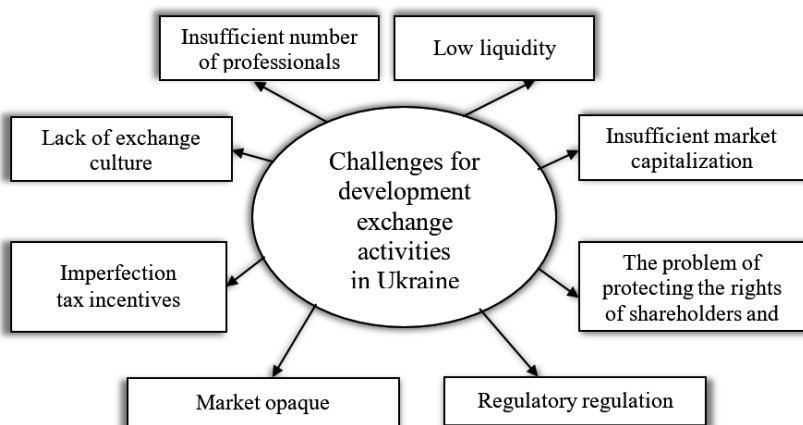 Insufficient number
of professionals
Low liquidity
Lack of exchange
culture
Challenges for
development
exchange
activities
in Ukraine
Insufficient market
capitalization
Imperfection
tax incentives
The problem of
protecting the rights
of shareholders and
Market opaque
Regulatory regulation